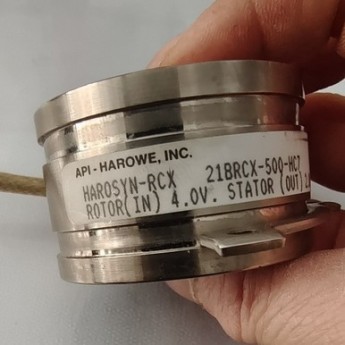 API - HAROWE, INC.
HAROSYN-RCX 21BRCX-500-HC7
ROTOR(IN) 4.0V. STATOR (OUT)